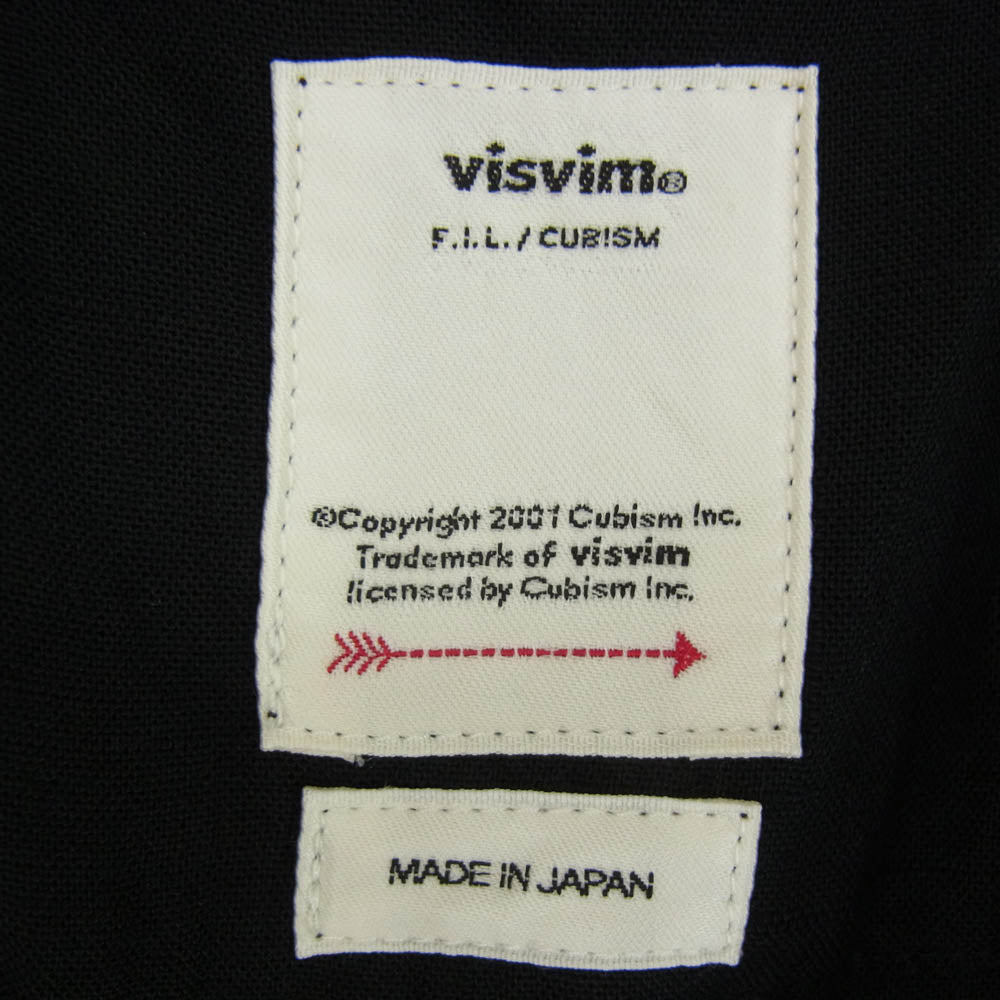 visvim®
F.I.L. / CUBISM
®Copyright 2001 Cubism Inc.
Trademark of visvim
licensed by Cubism Inc.
MADE IN JAPAN